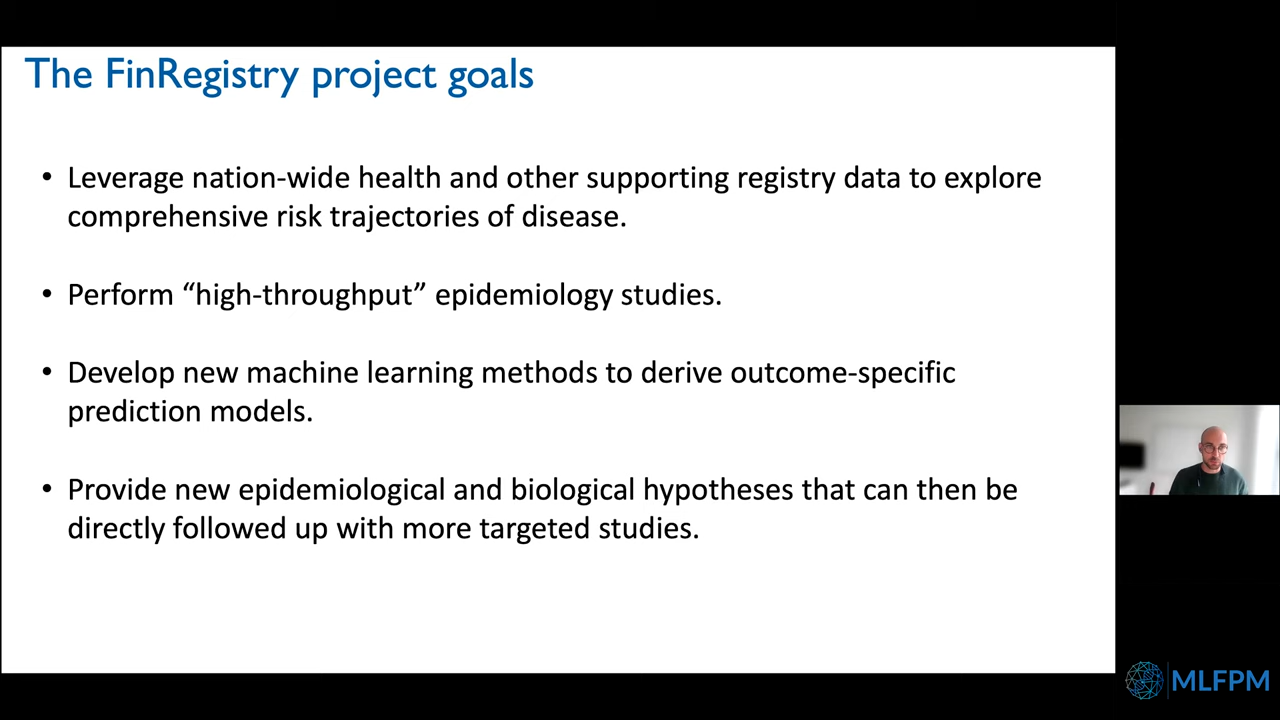 The FinRegistry project goals
• Leverage nation-wide health and other supporting registry data to explore
comprehensive risk trajectories of disease.
• Perform “high-throughput” epidemiology studies.
• Develop new machine learning methods to derive outcome-specific
prediction models.
• Provide new epidemiological and biological hypotheses that can then be
directly followed up with more targeted studies.
MLFPM